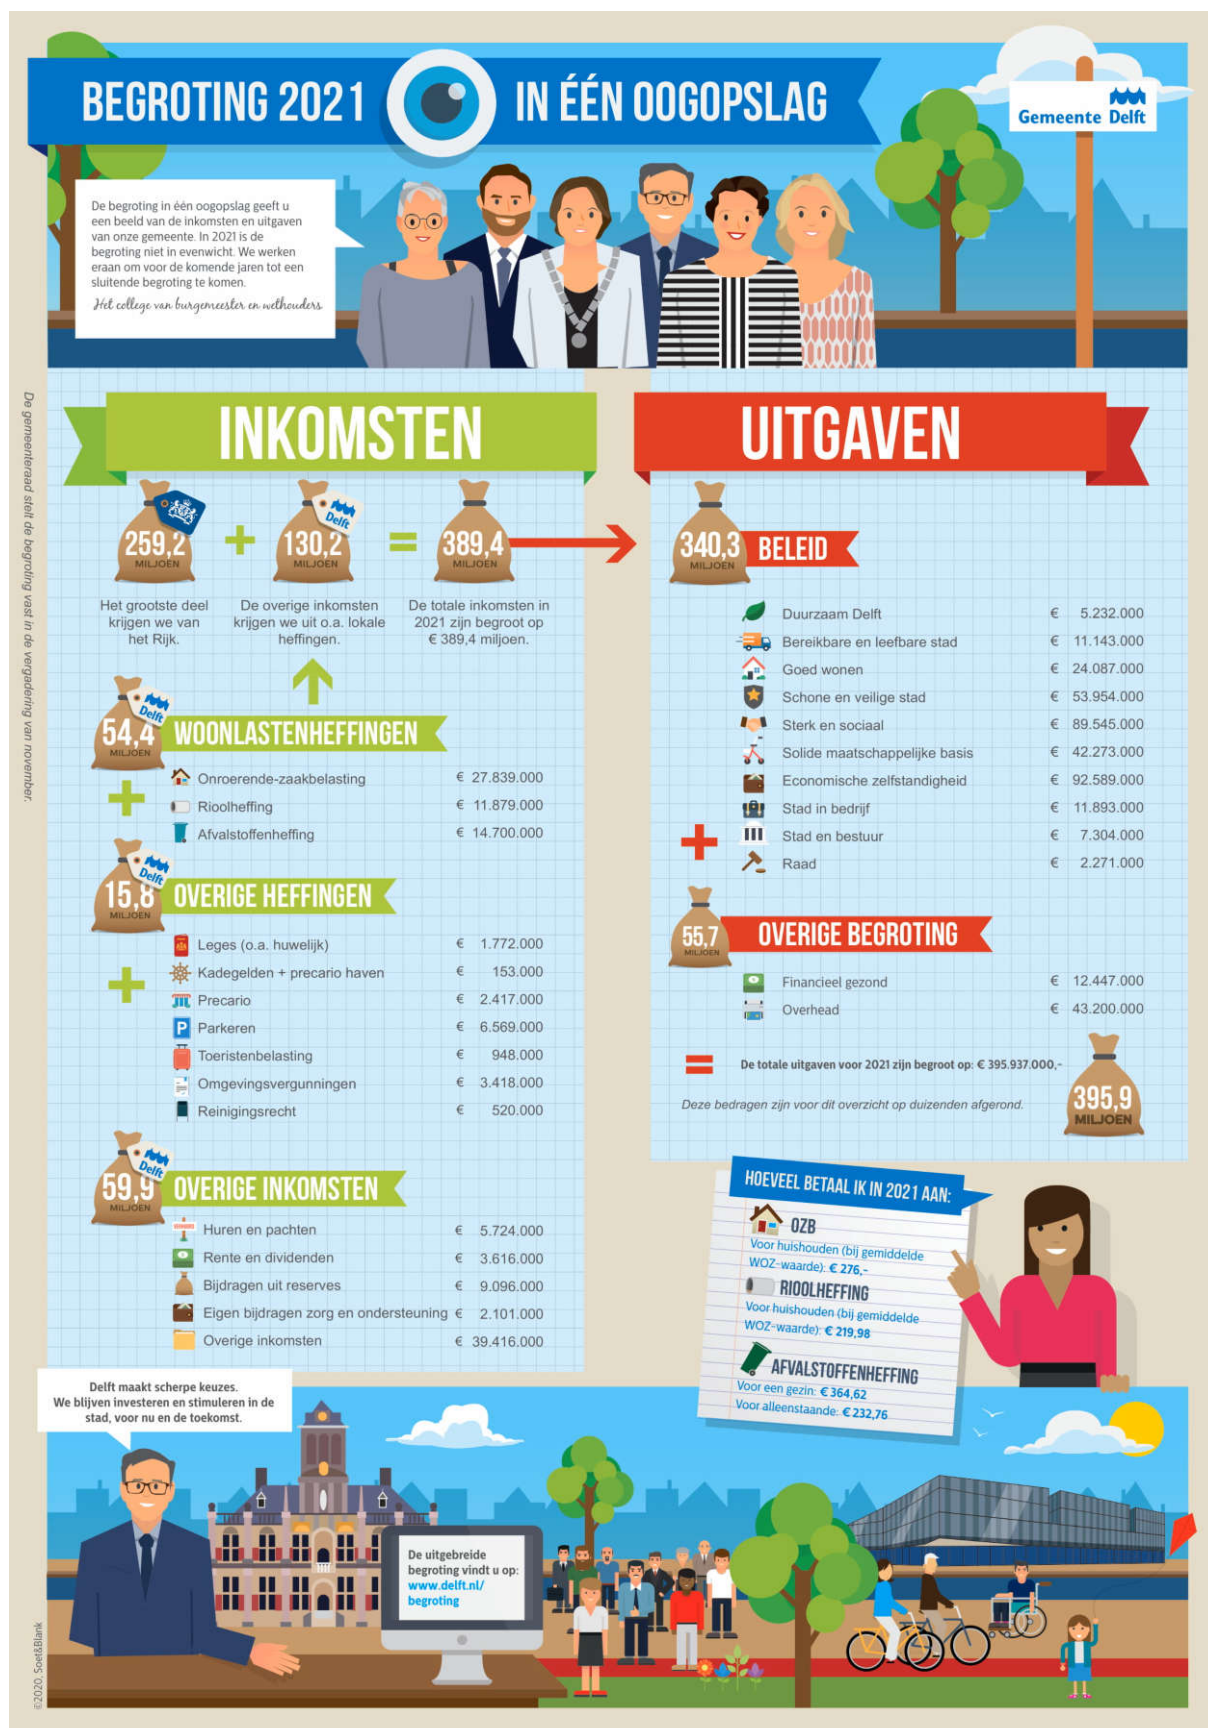 BEGROTING 2021 IN ÉÉN OOGOPSLAG
Gemeente Delft
De begroting in één oogopslag geeft u
een beeld van de inkomsten en uitgaven
van onze gemeente. In 2021 is de
begroting niet in evenwicht. We werken
eraan om voor de komende jaren tot een
sluitende begroting te komen.
Het college van burgemeester en wethouders
De gemeenteraad stelt de begroting vast in de vergadering van november.
INKOMSTEN
259,2
MILJOEN
+
Delft
130,2
MILJOEN
=
389,4
MILJOEN
Het grootste deel
krijgen we van
het Rijk.
De overige inkomsten
krijgen we uit o.a. lokale
heffingen.
De totale inkomsten in
2021 zijn begroot op
€ 389,4 miljoen.
Delft
54,4
MILJOEN
WOONLASTENHEFFINGEN
Onroerende-zaakbelasting € 27.839.000
Rioolheffing € 11.879.000
Afvalstoffenheffing € 14.700.000
+
Delft
15,8
MILJOEN
OVERIGE HEFFINGEN
Leges (o.a. huwelijk) € 1.772.000
Kadegelden + precario haven € 153.000
Precario € 2.417.000
P Parkeren € 6.569.000
Toeristenbelasting € 948.000
Omgevingsvergunningen € 3.418.000
Reinigingsrecht € 520.000
+
Delft
59,9
MILJOEN
OVERIGE INKOMSTEN
Huren en pachten € 5.724.000
Rente en dividenden € 3.616.000
Bijdragen uit reserves € 9.096.000
Eigen bijdragen zorg en ondersteuning € 2.101.000
Overige inkomsten € 39.416.000
UITGAVEN
340,3
MILJOEN
BELEID
Duurzaam Delft € 5.232.000
Bereikbare en leefbare stad € 11.143.000
Goed wonen € 24.087.000
Schone en veilige stad € 53.954.000
Sterk en sociaal € 89.545.000
Solide maatschappelijke basis € 42.273.000
Economische zelfstandigheid € 92.589.000
Stad in bedrijf € 11.893.000
Stad en bestuur € 7.304.000
Raad € 2.271.000
+
55,7
MILJOEN
OVERIGE BEGROTING
Financieel gezond € 12.447.000
Overhead € 43.200.000
=
De totale uitgaven voor 2021 zijn begroot op: € 395.937.000,-
Deze bedragen zijn voor dit overzicht op duizenden afgerond.
395,9
MILJOEN
HOEVEEL BETAAL IK IN 2021 AAN:
OZB
Voor huishouden (bij gemiddelde
WOZ-waarde): € 276,-
RIOOLHEFFING
Voor huishouden (bij gemiddelde
WOZ-waarde): € 219,98
AFVALSTOFFENHEFFING
Voor een gezin: € 364,62
Voor alleenstaande: € 232,76
Delft maakt scherpe keuzes.
We blijven investeren en stimuleren in de
stad, voor nu en de toekomst.
De uitgebreide
begroting vindt u op:
www.delft.nl/
begroting
©2020, Soet&Blank